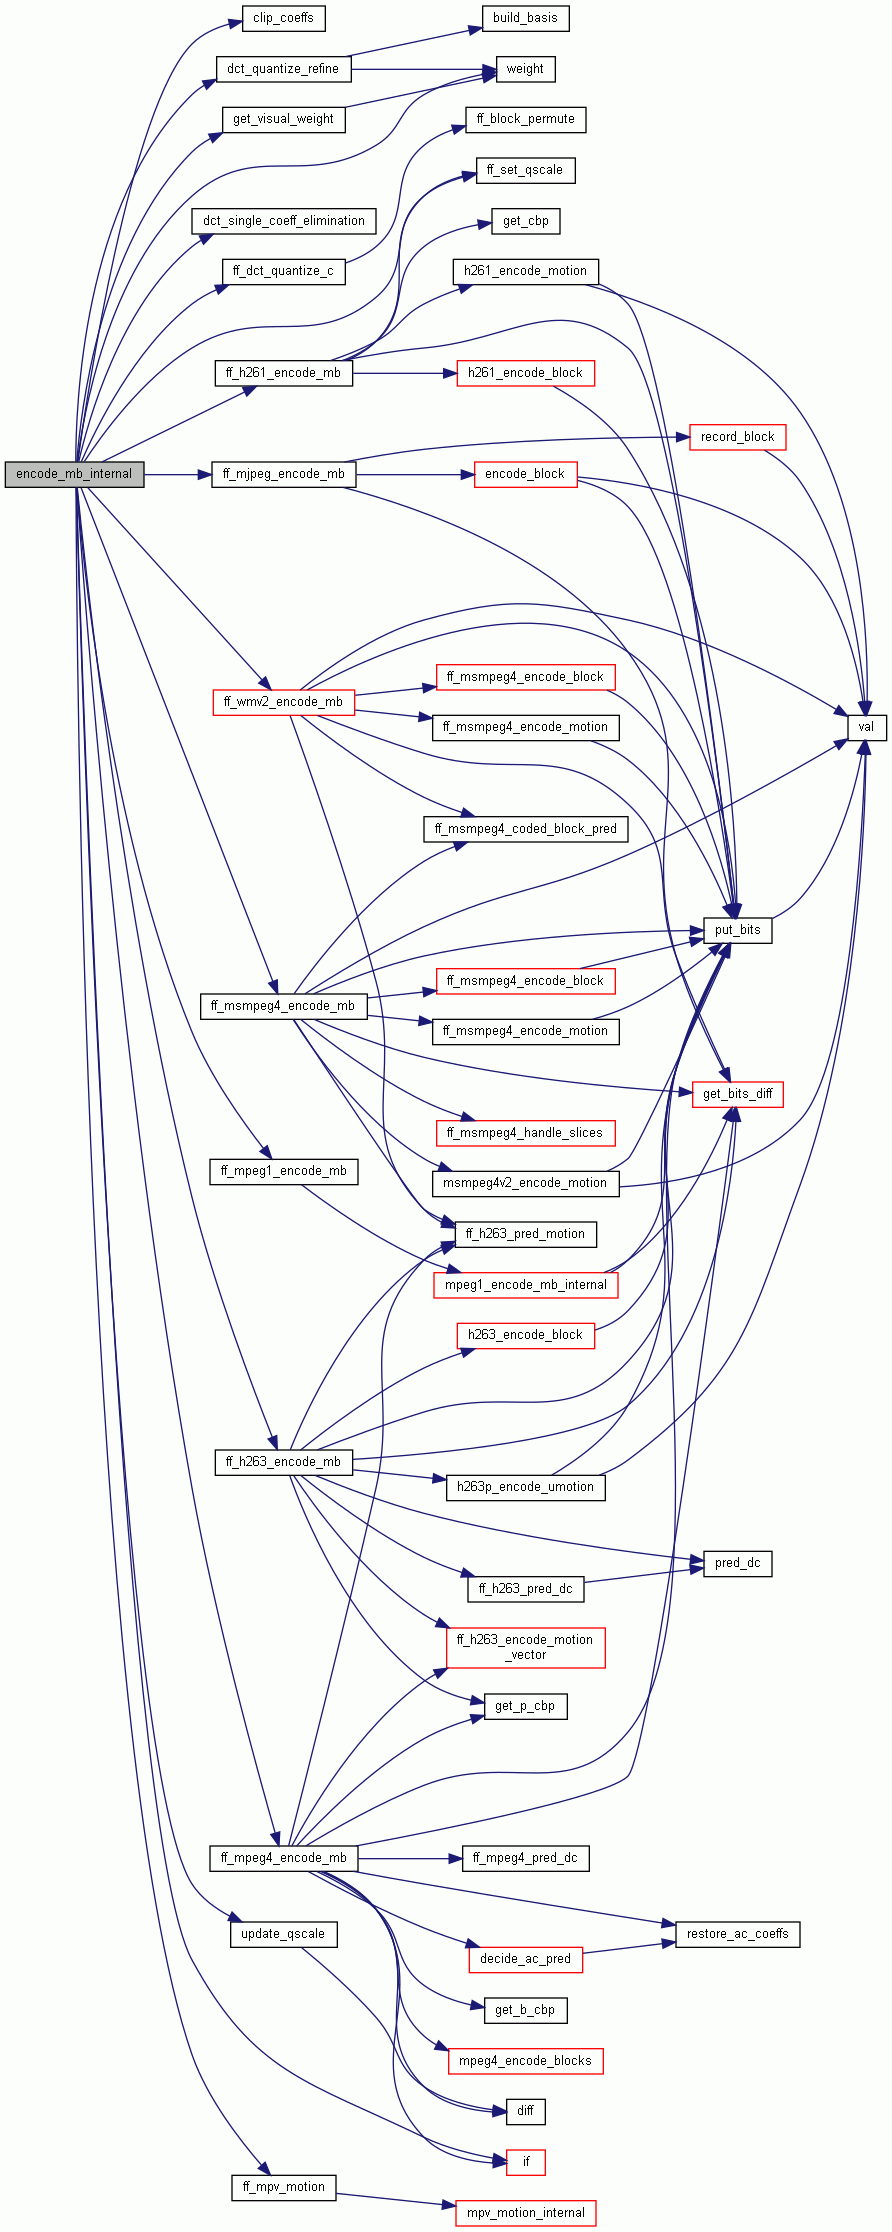 clip_coeffs
build_basis
dct_quantize_refine
weight
get_visual_weight
ff_block_permute
ff_set_qscale
dct_single_coeff_elimination
get_cbp
ff_dct_quantize_c
h261_encode_motion
ff_h261_encode_mb
h261_encode_block
record_block
encode_mb_internal
ff_mjpeg_encode_mb
encode_block
ff_msmpeg4_encode_block
ff_wmv2_encode_mb
ff_msmpeg4_encode_motion
val
ff_msmpeg4_coded_block_pred
put_bits
ff_msmpeg4_encode_block
ff_msmpeg4_encode_mb
ff_msmpeg4_encode_motion
get_bits_diff
ff_msmpeg4_handle_slices
ff_mpeg1_encode_mb
msmpeg4v2_encode_motion
ff_h263_pred_motion
mpeg1_encode_mb_internal
h263_encode_block
ff_h263_encode_mb
h263p_encode_umotion
pred_dc
ff_h263_pred_dc
ff_h263_encode_motion
_vector
get_p_cbp
ff_mpeg4_encode_mb
ff_mpeg4_pred_dc
update_qscale
restore_ac_coeffs
decide_ac_pred
get_b_cbp
mpeg4_encode_blocks
diff
if
ff_mpv_motion
mpv_motion_internal